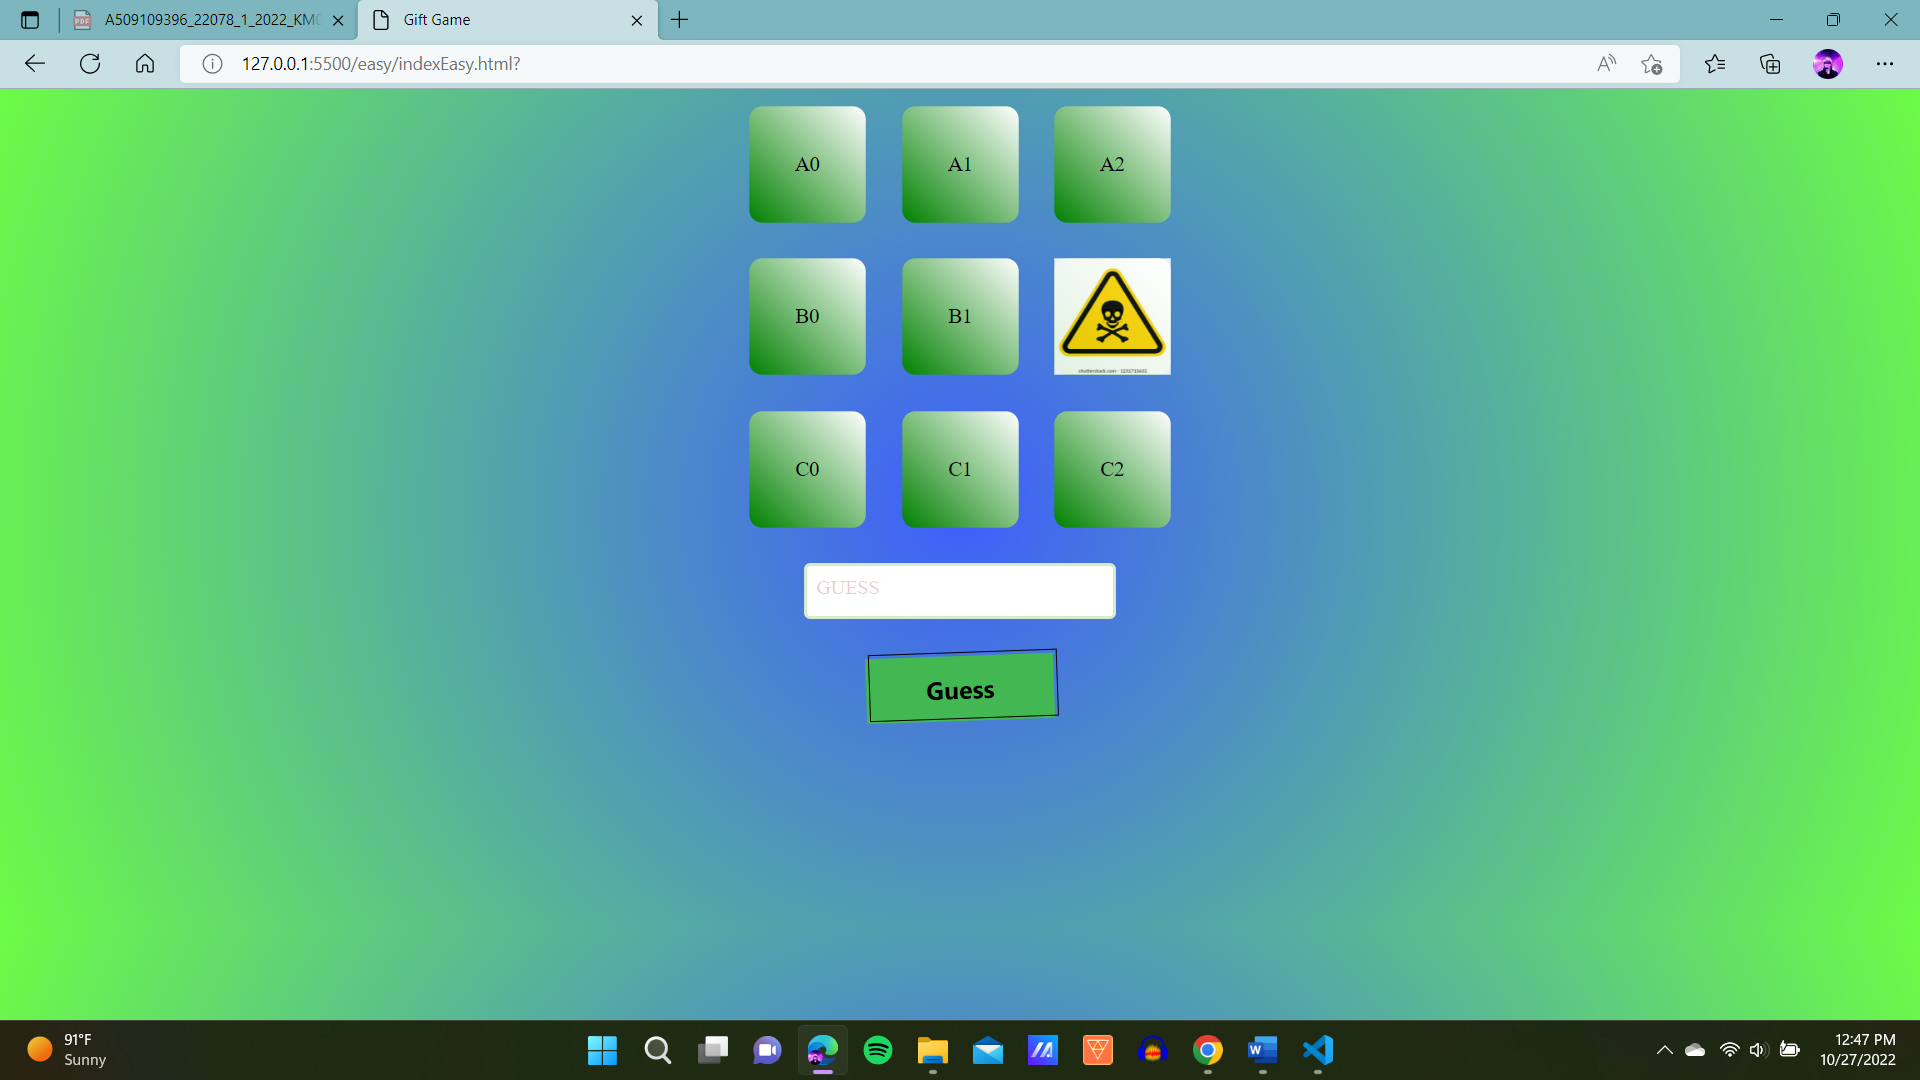 A509109396_22078_1_2022_KM
Gift Game
127.0.0.1:5500/easy/indexEasy.html?
A0
A1
A2
B0
B1
C0
C1
C2
GUESS
Guess
91°F
Sunny
12:47 PM
10/27/2022